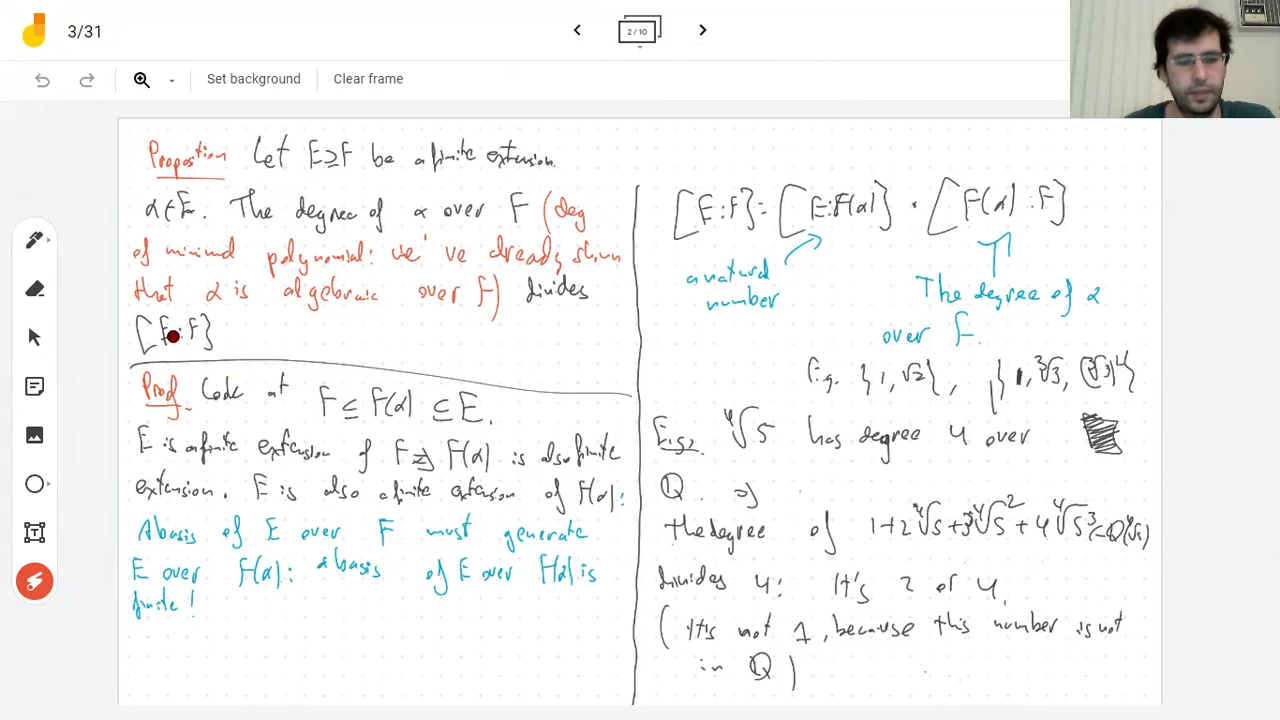 3/31
2 / 10
Set background
Clear frame
Proposition Let E≥F be a finite extension.
α∈E. The degree of α over F (deg
of minimal polynomial: we've already shown
that α is algebraic over F) divides
[E:F]
Proof. Look at F ≤ F(α) ≤ E.
E is a finite extension of F ⇒ F(α) is also finite
extension. E is also a finite extension of F(α):
A basis of E over F must generate
E over F(α): a basis of E over F(α) is
finite!
[E:F] = [E:F(α)] · [F(α):F]
a natural
number
The degree of α
over F.
E.g. {1, √2}, {1, ∛3, (∛3)
E.g. ∜5 has degree 4 over
Q. ⇒
the degree of 1+2∜5+3∜5²+4∜5³∈Q(∜5)
divides 4: It's 2 or 4.
(It's not 1, because this number is not
in Q)